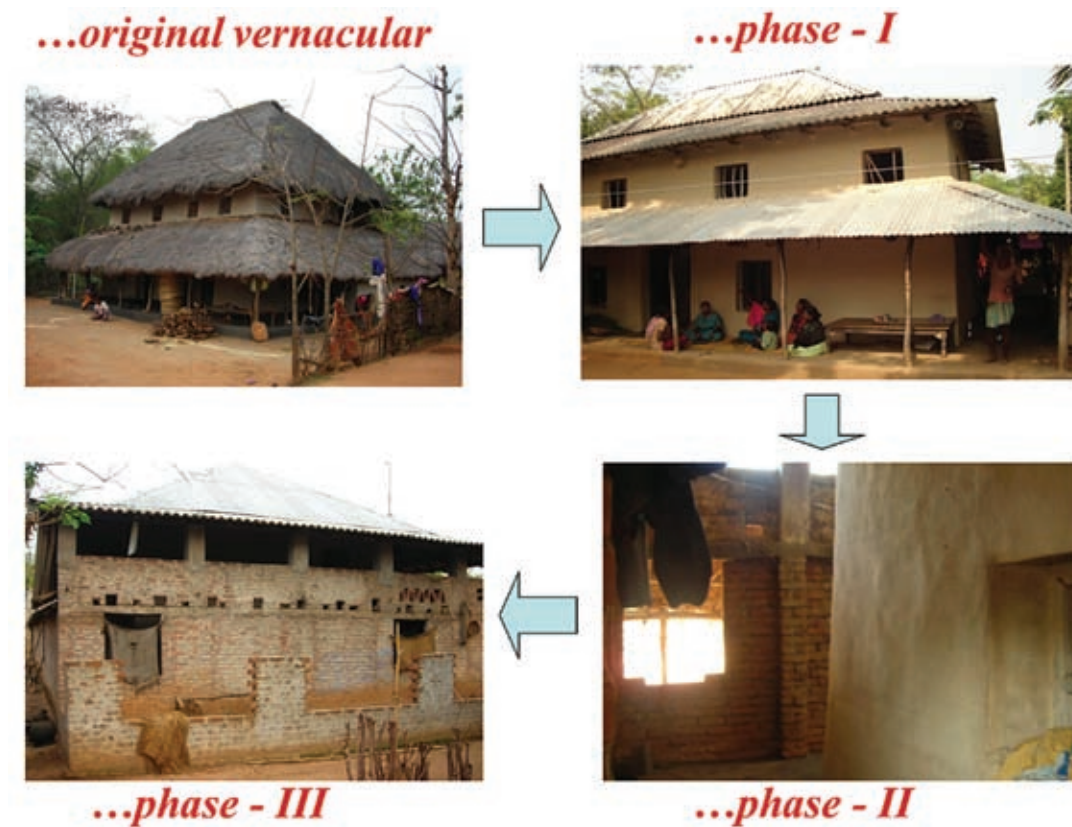 ...original vernacular
...phase - I
...phase - III
...phase - II